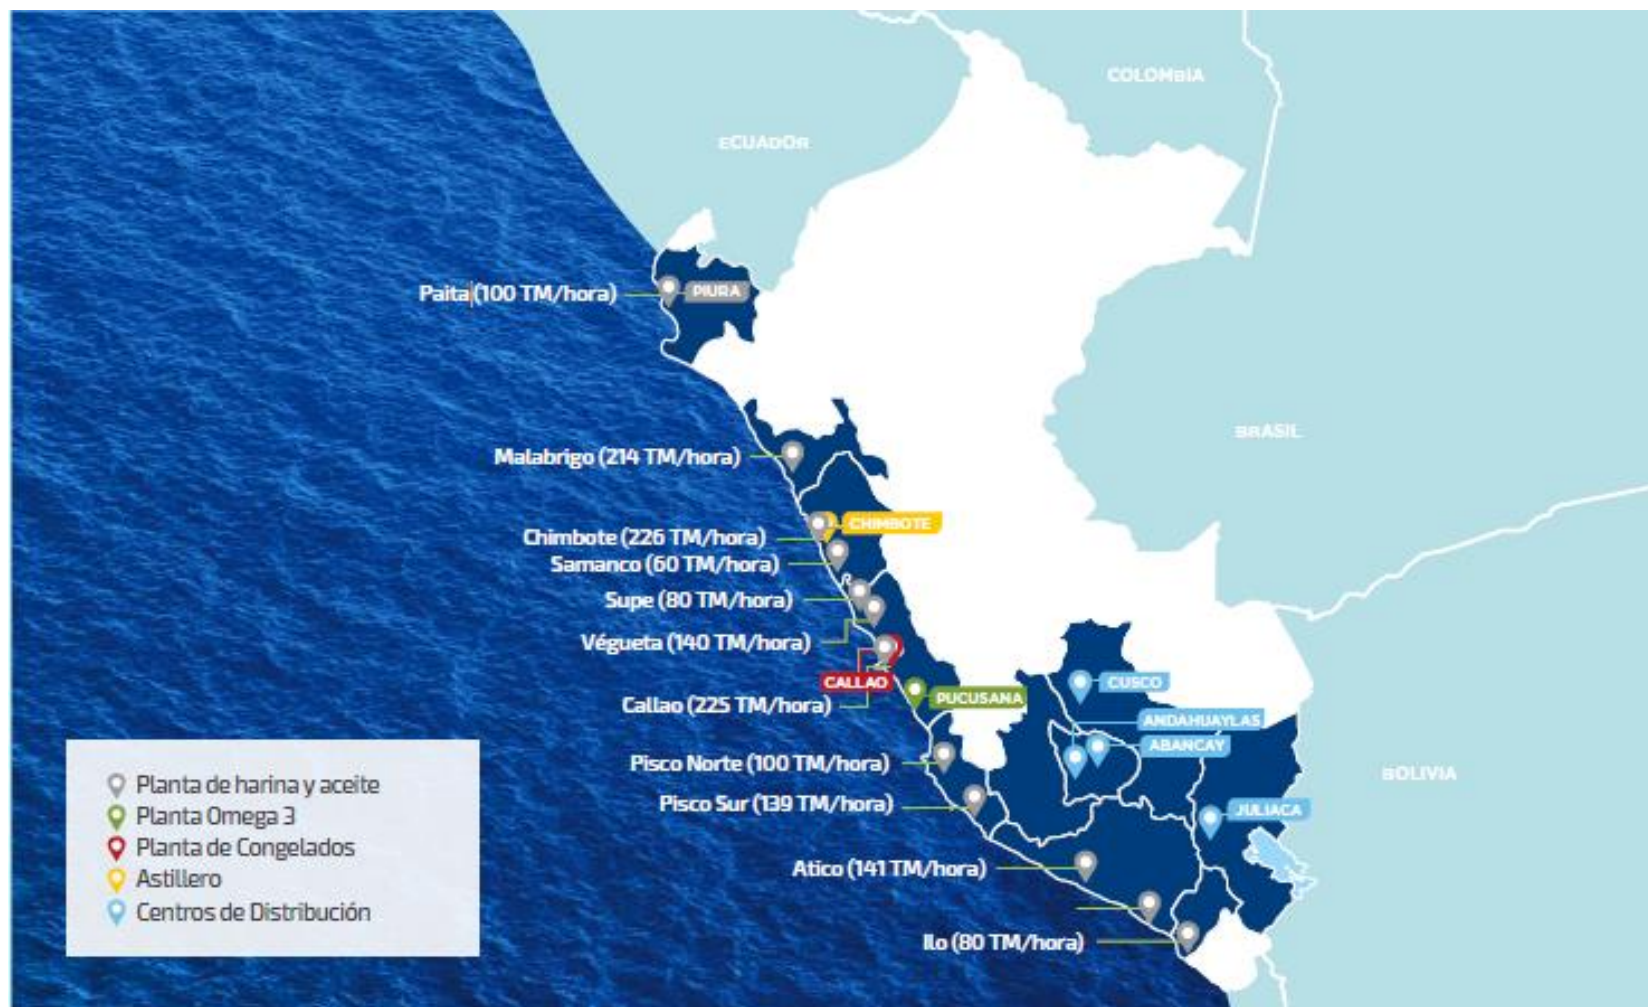 COLOMBIA
ECUADOR
Paita (100 TM/hora)
PIURA
BRASIL
Malabrigo (214 TM/hora)
CHIMBOTE
Chimbote (226 TM/hora)
Samanco (60 TM/hora)
Supe (80 TM/hora)
Végueta (140 TM/hora)
CALLAO
CUSCO
PUCUSANA
Callao (225 TM/hora)
ANDAHUAYLAS
ABANCAY
Pisco Norte (100 TM/hora)
BOLIVIA
Pisco Sur (139 TM/hora)
JULIACA
Atico (141 TM/hora)
Ilo (80 TM/hora)
Planta de harina y aceite
Planta Omega 3
Planta de Congelados
Astillero
Centros de Distribución